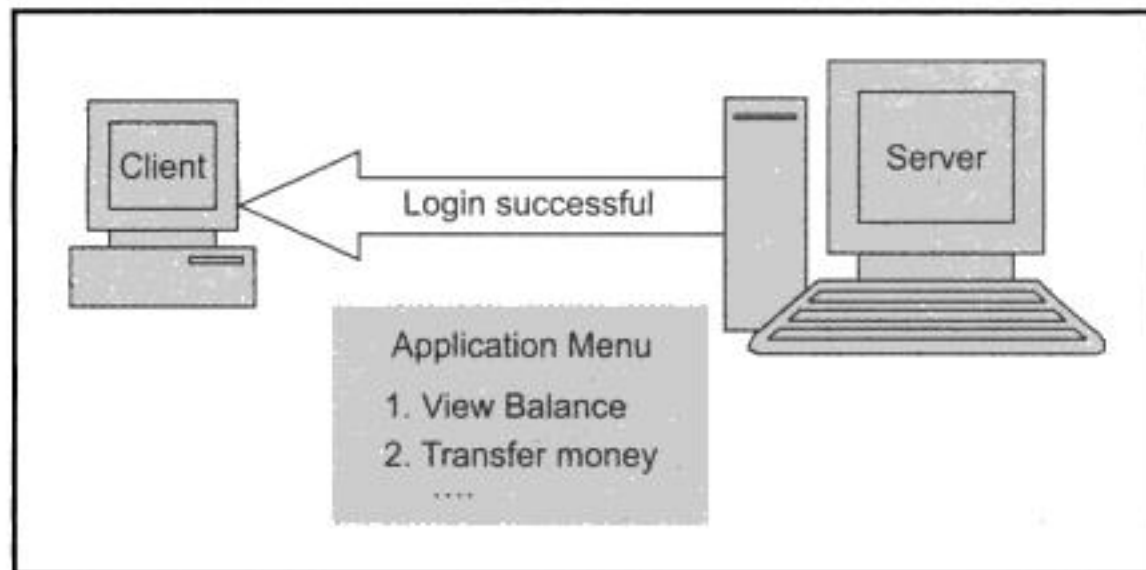 Client
Login successful
Server
Application Menu
1. View Balance
2. Transfer money
....